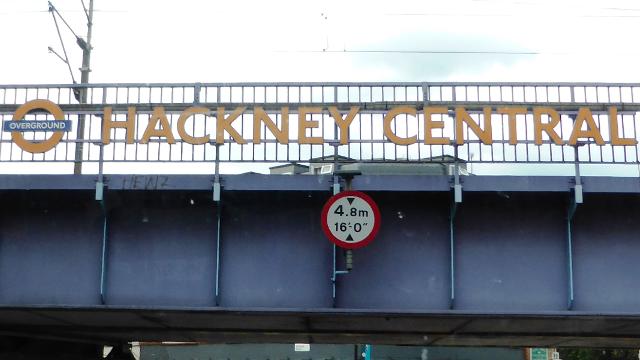 OVERGROUND
HACKNEY CENTRAL
4.8m
16'-0"